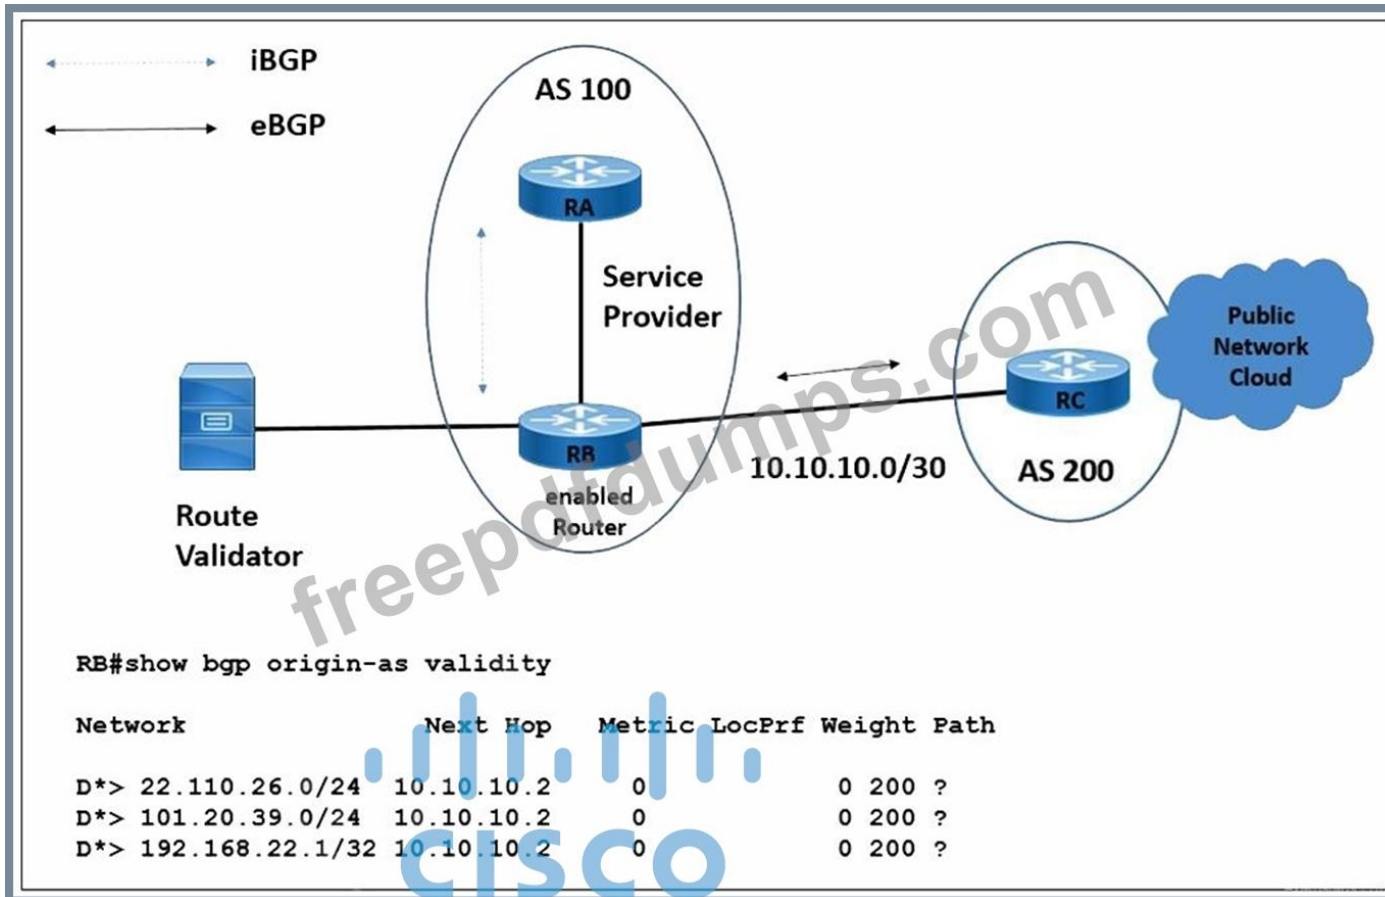 iBGP
eBGP
AS 100
RA
Service
Provider
Public
Network
Cloud
RC
RB
10.10.10.0/30
AS 200
enabled
Router
Route
Validator
freepdfdumps.com
RB#show bgp origin-as validity
Network Next Hop Metric LocPrf Weight Path
D*> 22.110.26.0/24 10.10.10.2 0 0 200 ?
D*> 101.20.39.0/24 10.10.10.2 0 0 200 ?
D*> 192.168.22.1/32 10.10.10.2 0 0 200 ?
CISCO